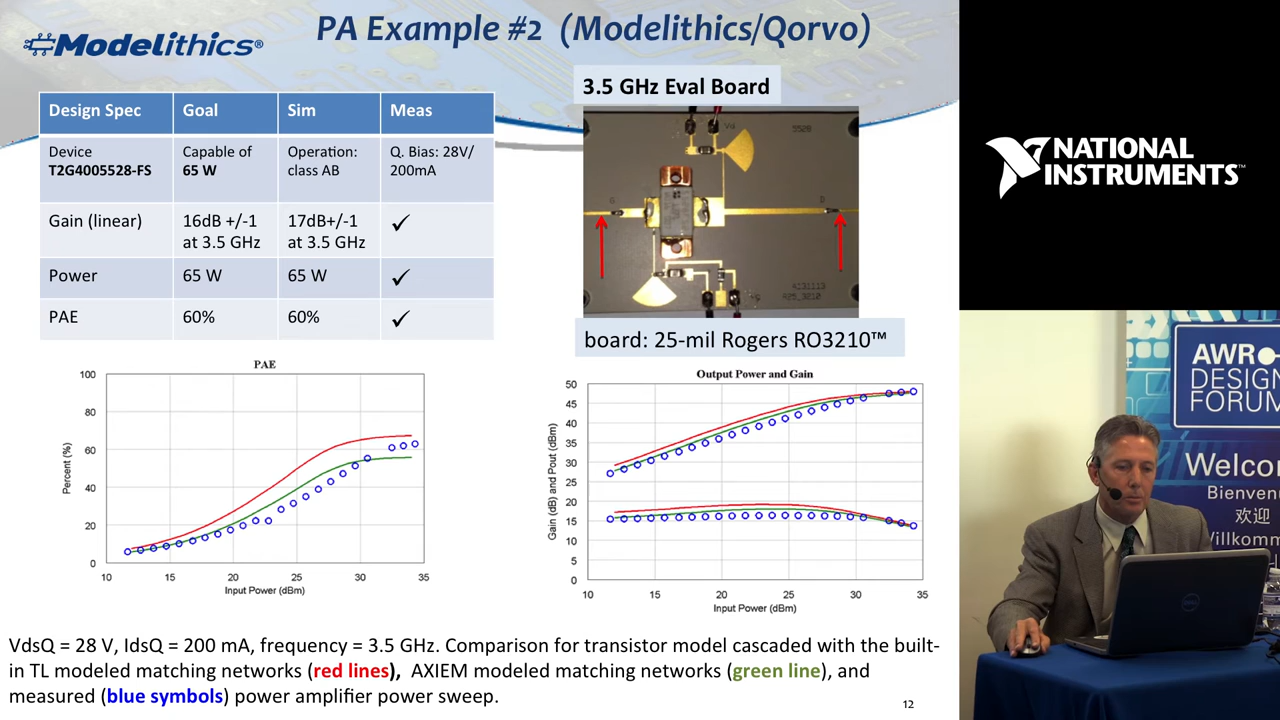 PA Example #2 (Modelithics/Qorvo)
Modelithics®
Design Spec Goal Sim Meas
Device T2G4005528-FS
Capable of 65 W
Operation: class AB
Q. Bias: 28V/ 200mA
Gain (linear)
16dB +/-1 at 3.5 GHz
17dB+/-1 at 3.5 GHz
✓
Power 65 W 65 W ✓
PAE 60% 60% ✓
3.5 GHz Eval Board
Vd
5528
G
D
Vg
R25_3210
board: 25-mil Rogers RO3210™
PAE
Percent (%)
100
80
60
40
20
0
10 15 20 25 30 35
Input Power (dBm)
Output Power and Gain
Gain (dB) and Pout (dBm)
50
45
40
35
30
25
20
15
10
5
0
10 15 20 25 30 35
Input Power (dBm)
VdsQ = 28 V, IdsQ = 200 mA, frequency = 3.5 GHz. Comparison for transistor model cascaded with the built-
in TL modeled matching networks (red lines), AXIEM modeled matching networks (green line), and
measured (blue symbols) power amplifier power sweep.
12
NATIONAL
INSTRUMENTS™
AWR
DESIGN
FORUM
Welco
Bienven
欢迎
Willkomm
DELL